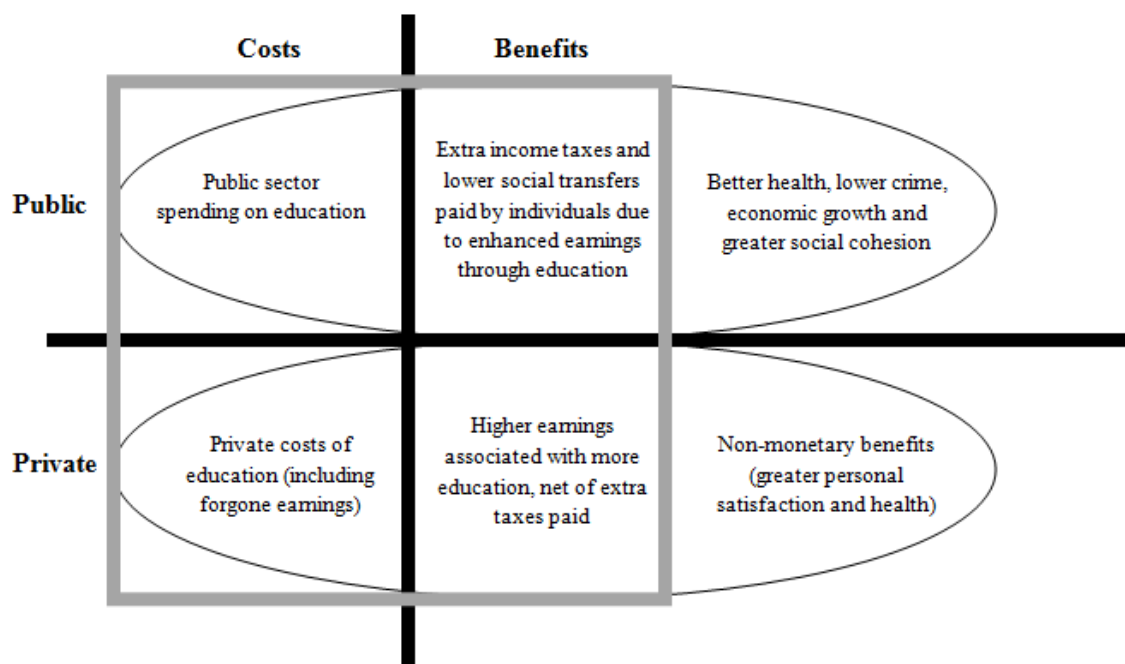 Costs
Benefits
Public
Public sector
spending on education
Extra income taxes and
lower social transfers
paid by individuals due
to enhanced earnings
through education
Better health, lower crime,
economic growth and
greater social cohesion
Private
Private costs of
education (including
forgone earnings)
Higher earnings
associated with more
education, net of extra
taxes paid
Non-monetary benefits
(greater personal
satisfaction and health)